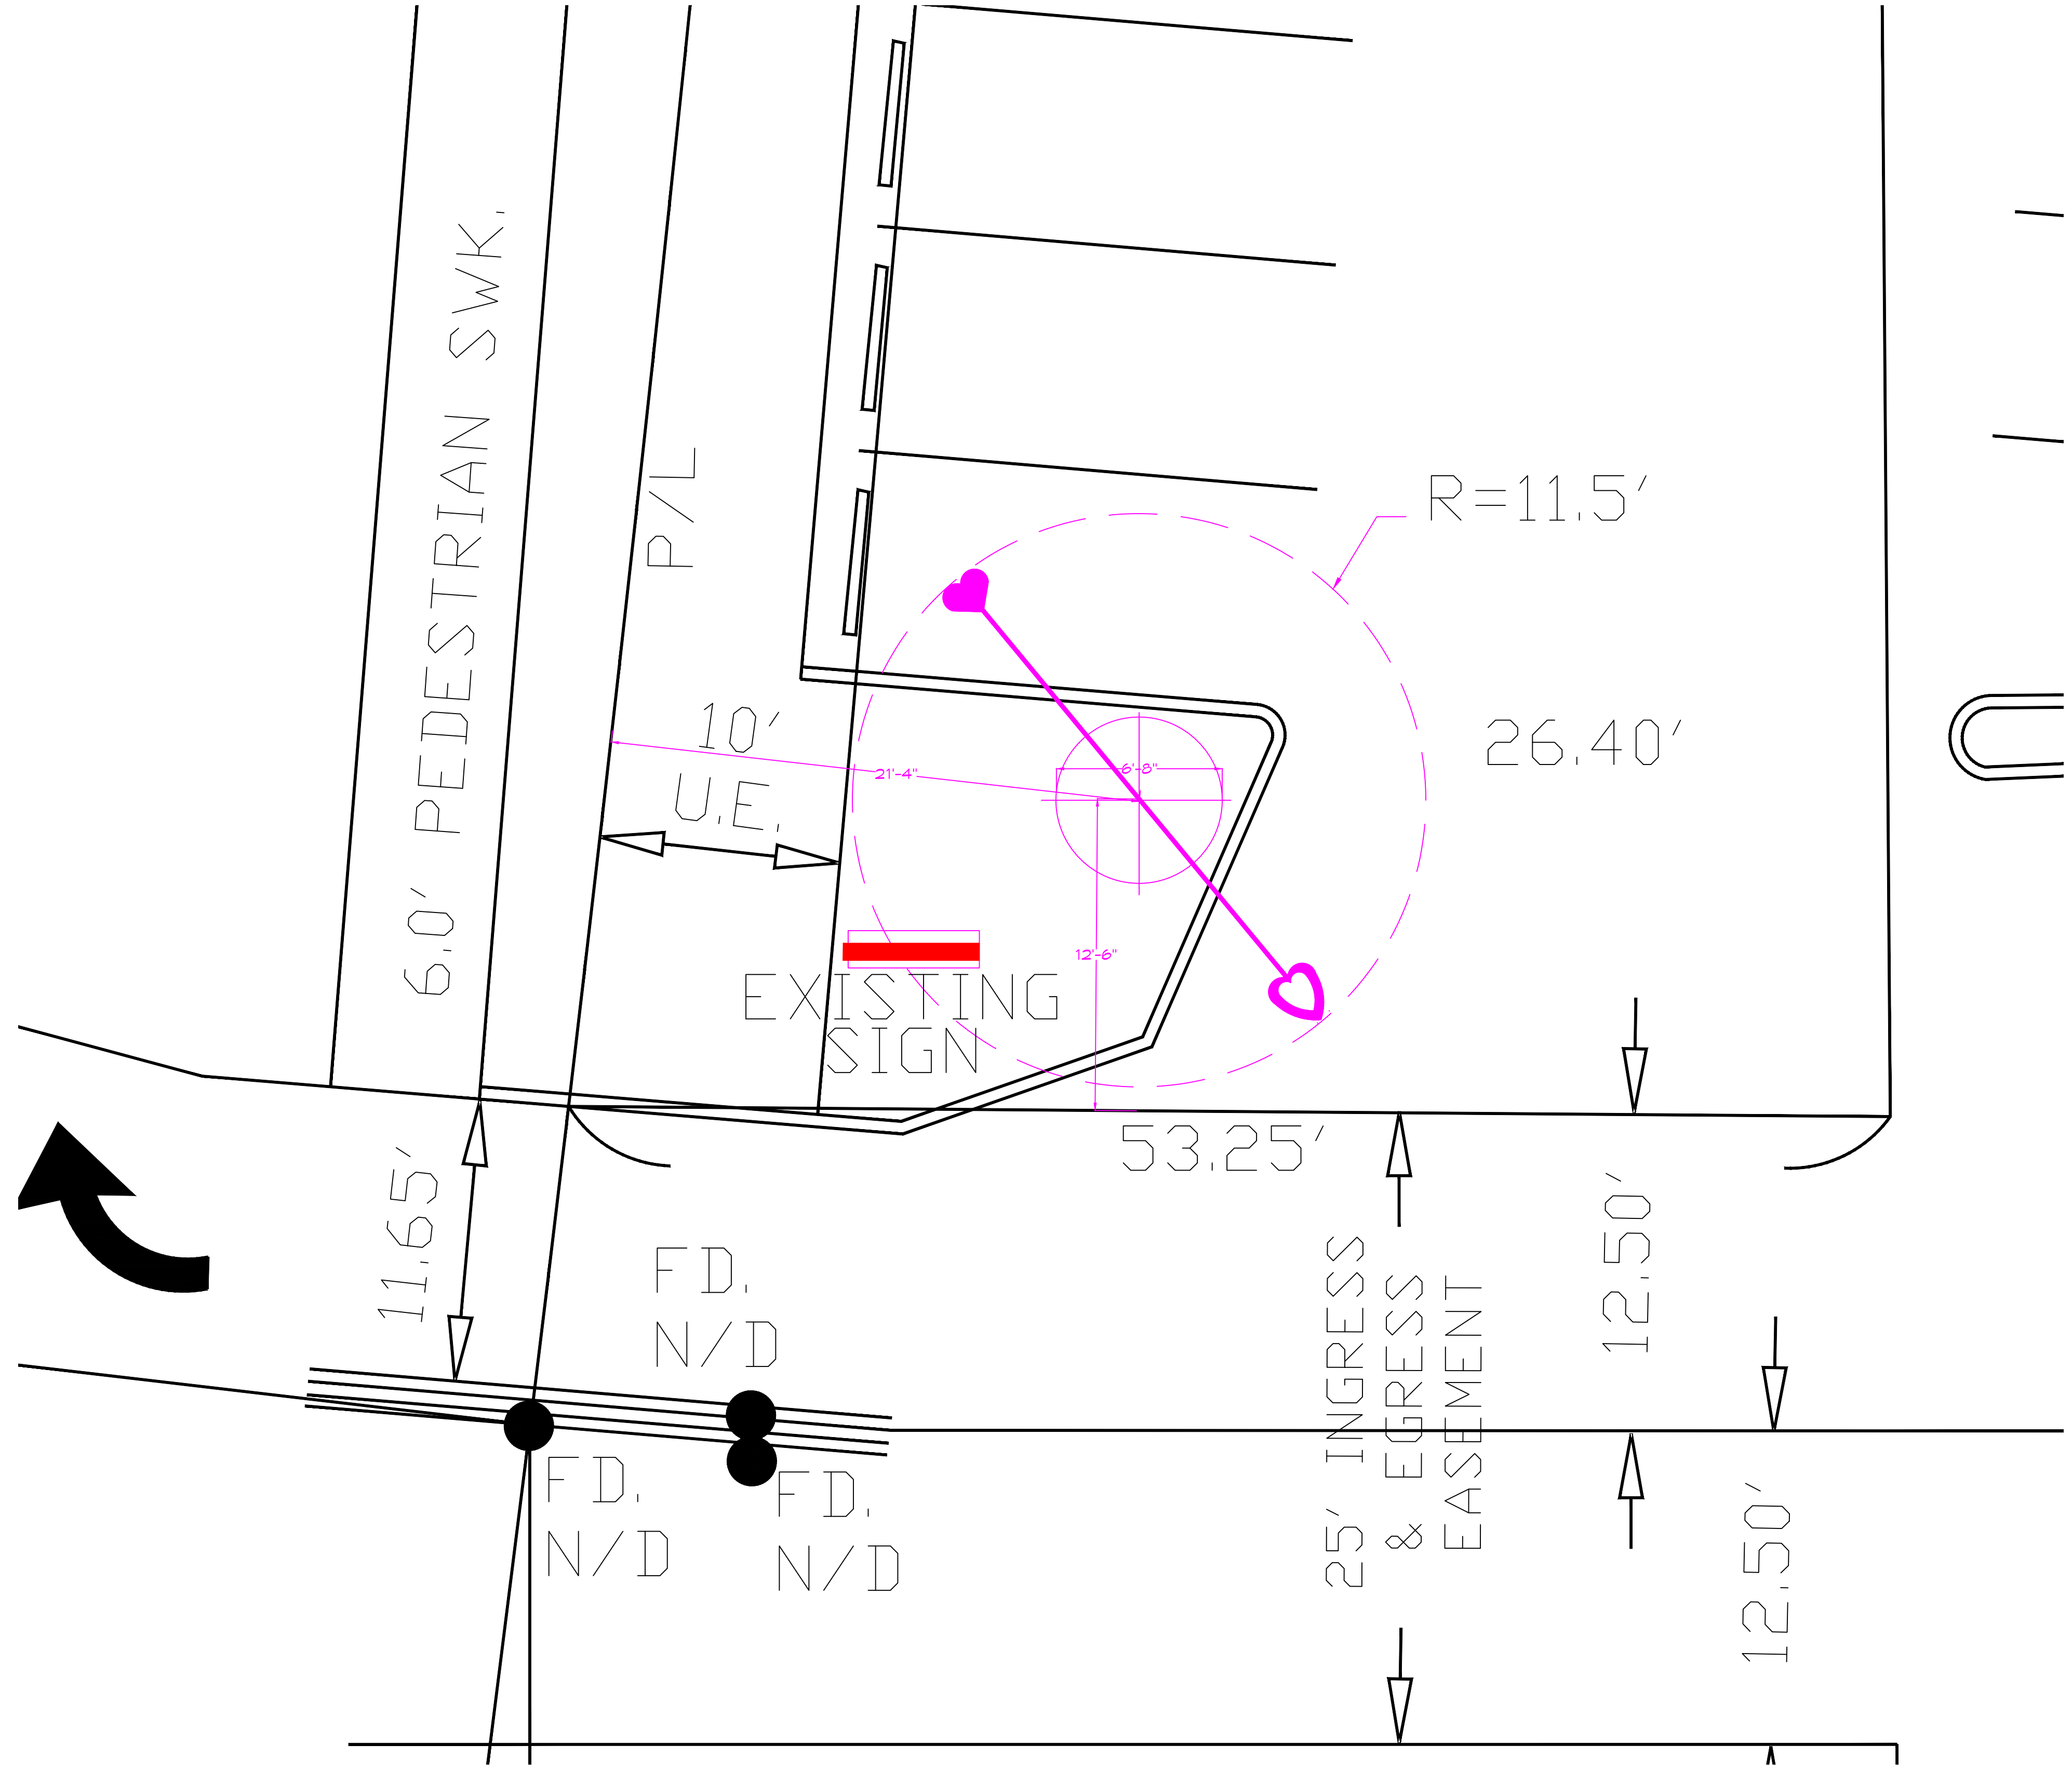 6.0' PEDESTRIAN SWK.
P/L
R=11.5'
10'
U.E.
21'-4"
6'-8"
26.40'
12'-6"
EXISTING
SIGN
53.25'
11.65'
12.50'
FD.
N/D
25' INGRESS
& EGRESS
EASEMENT
FD.
N/D
FD.
N/D
12.50'